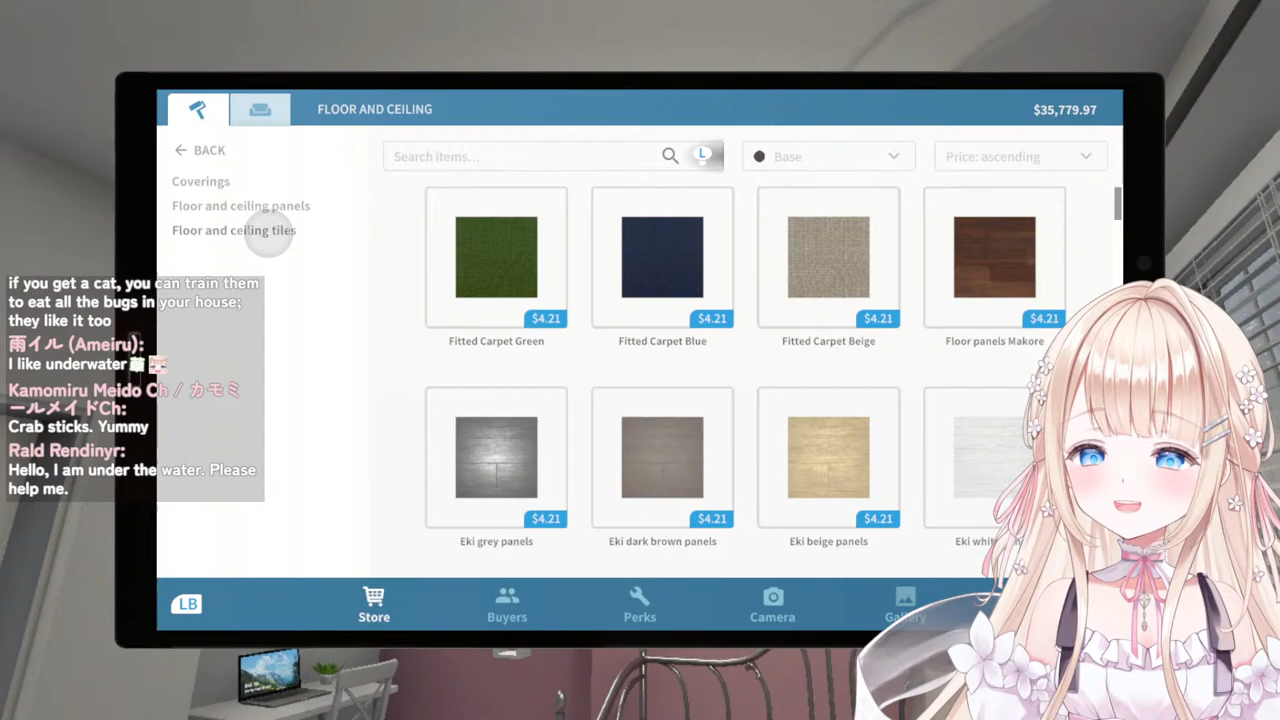 FLOOR AND CEILING
$35,779.97
BACK
Search items...
L
Base
Price: ascending
Coverings
Floor and ceiling panels
Floor and ceiling tiles
$4.21
$4.21
$4.21
$4.21
Fitted Carpet Green
Fitted Carpet Blue
Fitted Carpet Beige
Floor panels Makore
$4.21
$4.21
$4.21
Eki grey panels
Eki dark brown panels
Eki beige panels
if you get a cat, you can train them
to eat all the bugs in your house;
they like it too
雨イル (Ameiru):
I like underwater
Kamomiru Meido Ch / カモミ
ールメイドCh:
Crab sticks. Yummy
Rald Rendinyr:
Hello, I am under the water. Please
help me.
LB
Store
Buyers
Perks
Camera
Gallery